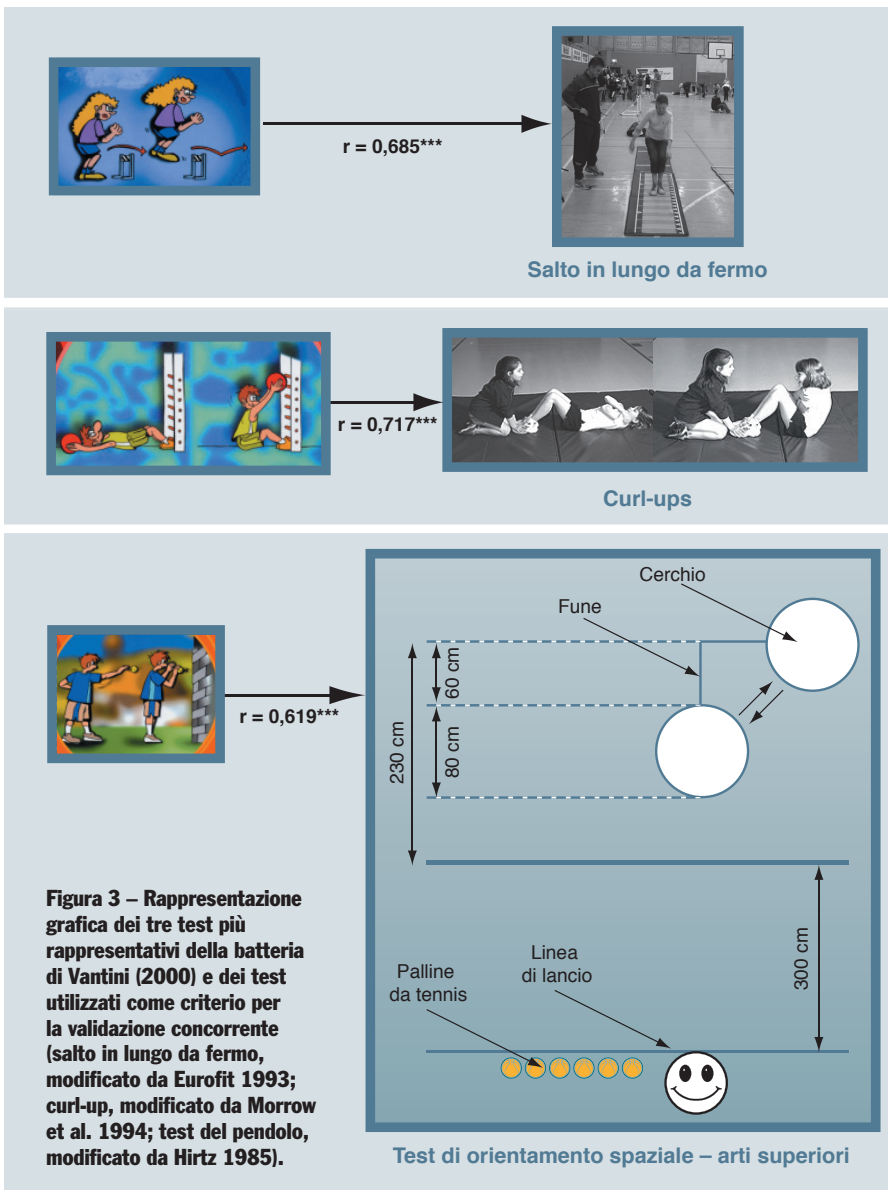 r = 0,685***
Salto in lungo da fermo
r = 0,717***
Curl-ups
r = 0,619***
Cerchio
Fune
60 cm
80 cm
230 cm
300 cm
Linea
di lancio
Palline
da tennis
Test di orientamento spaziale – arti superiori
Figura 3 – Rappresentazione
grafica dei tre test più
rappresentativi della batteria
di Vantini (2000) e dei test
utilizzati come criterio per
la validazione concorrente
(salto in lungo da fermo,
modificato da Eurofit 1993;
curl-up, modificato da Morrow
et al. 1994; test del pendolo,
modificato da Hirtz 1985).